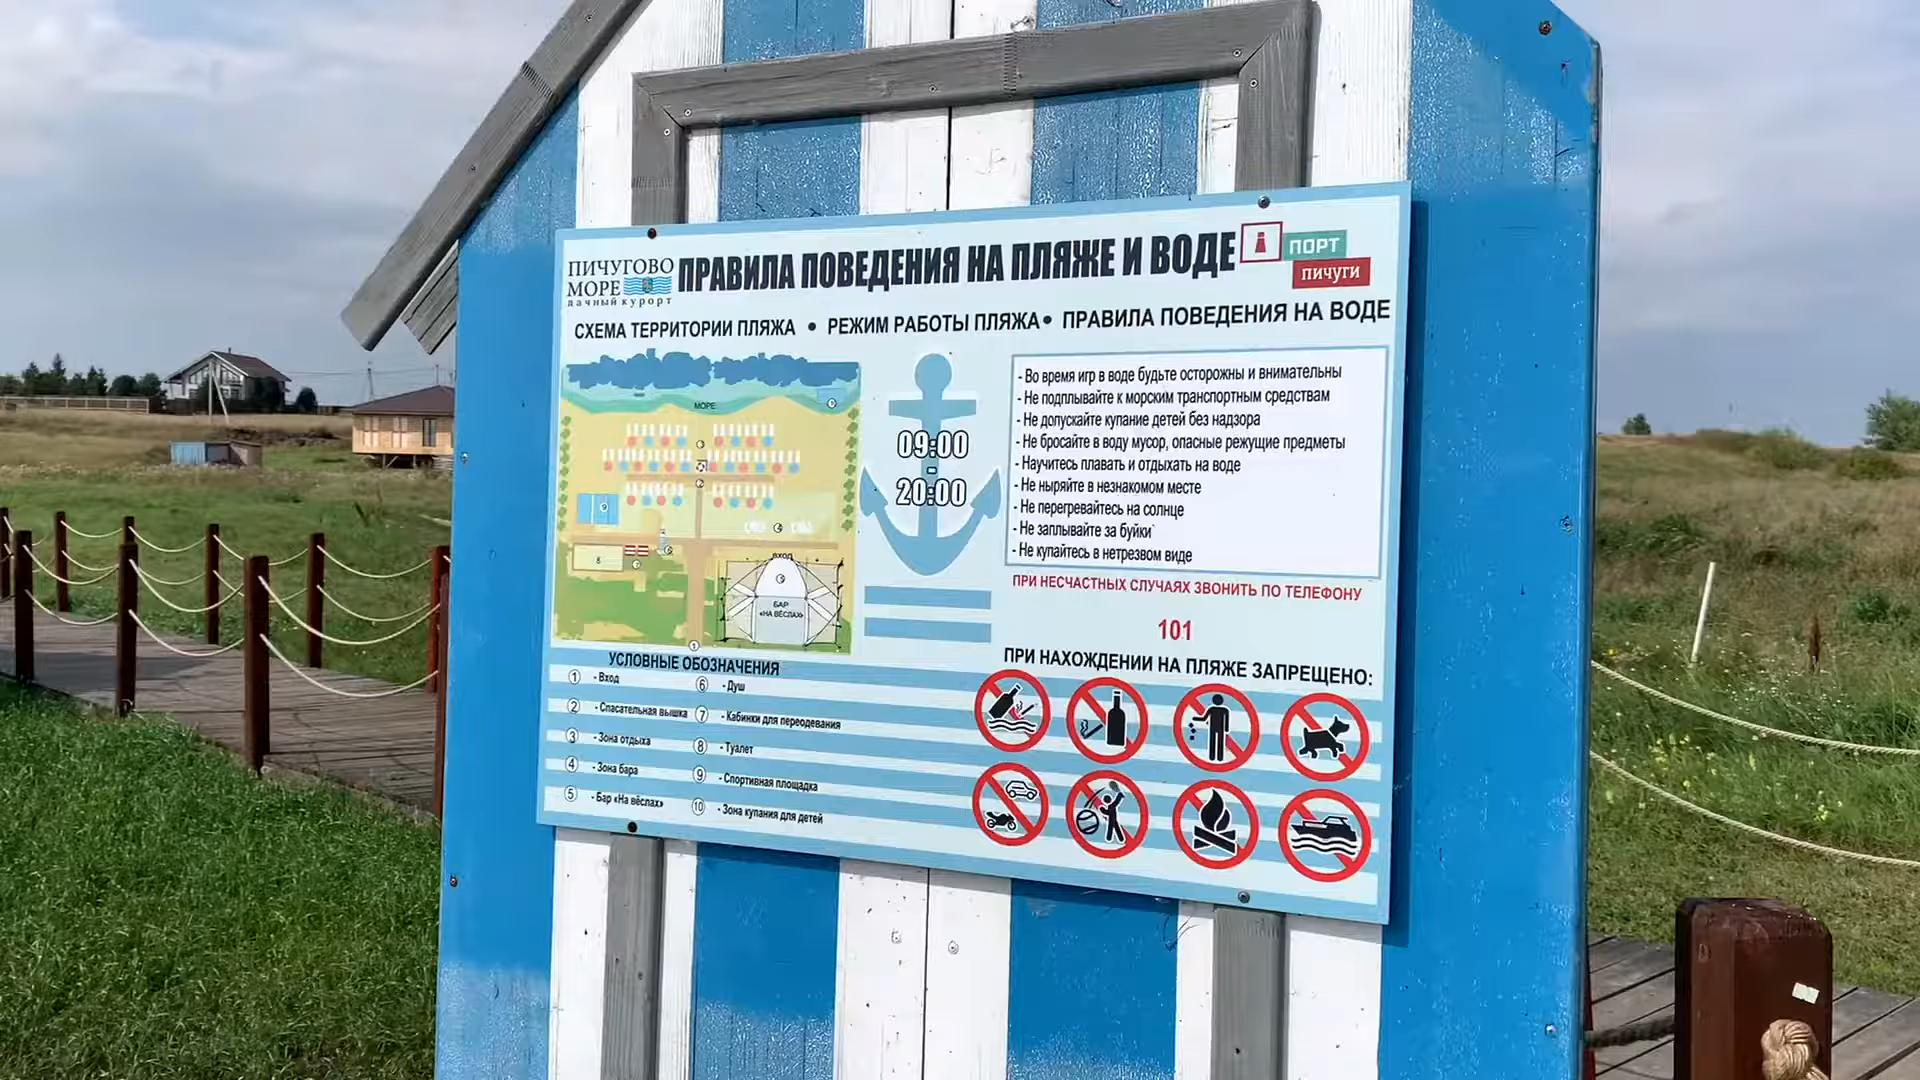 ПИЧУГОВО
МОРЕ
дачный курорт
ПРАВИЛА ПОВЕДЕНИЯ НА ПЛЯЖЕ И ВОДЕ
ПОРТ
ПИЧУГИ
СХЕМА ТЕРРИТОРИИ ПЛЯЖА • РЕЖИМ РАБОТЫ ПЛЯЖА • ПРАВИЛА ПОВЕДЕНИЯ НА ВОДЕ
МОРЕ
ВХОД
БАР
«НА ВЁСЛАХ»
09:00
-
20:00
- Во время игр в воде будьте осторожны и внимательны
- Не подплывайте к морским транспортным средствам
- Не допускайте купание детей без надзора
- Не бросайте в воду мусор, опасные режущие предметы
- Научитесь плавать и отдыхать на воде
- Не ныряйте в незнакомом месте
- Не перегревайтесь на солнце
- Не заплывайте за буйки
- Не купайтесь в нетрезвом виде
ПРИ НЕСЧАСТНЫХ СЛУЧАЯХ ЗВОНИТЬ ПО ТЕЛЕФОНУ
101
ПРИ НАХОЖДЕНИИ НА ПЛЯЖЕ ЗАПРЕЩЕНО:
УСЛОВНЫЕ ОБОЗНАЧЕНИЯ
1 - Вход
2 - Спасательная вышка
3 - Зона отдыха
4 - Зона бара
5 - Бар «На вёслах»
6 - Душ
7 - Кабинки для переодевания
8 - Туалет
9 - Спортивная площадка
10 - Зона купания для детей